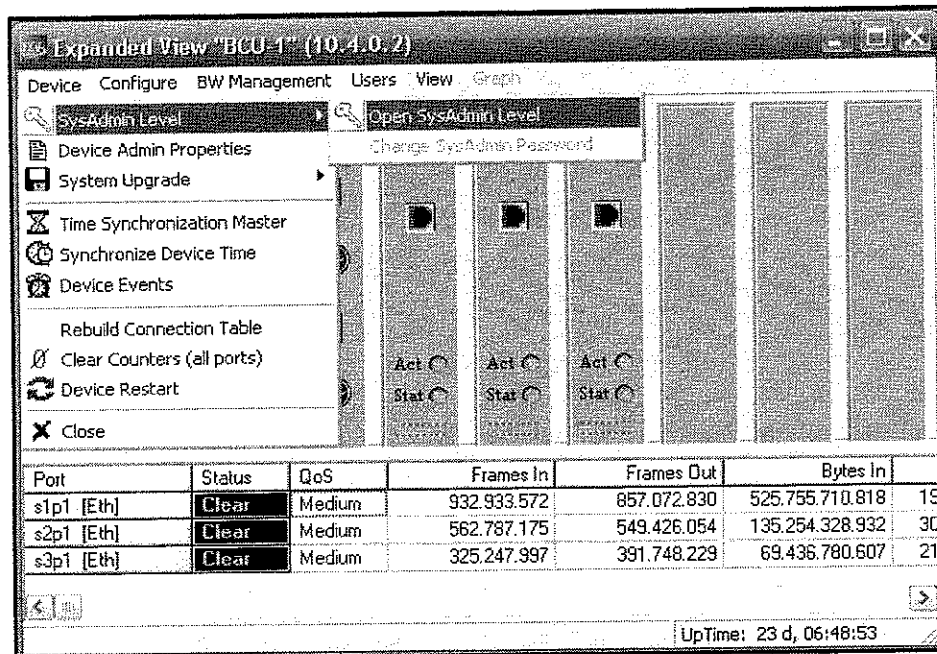 Expanded View "BCU-1" (10.4.0.2)
Device Configure BW Management Users View Graph
SysAdmin Level
Open SysAdmin Level
Change SysAdmin Password
Device Admin Properties
System Upgrade
Time Synchronization Master
Synchronize Device Time
Device Events
Rebuild Connection Table
Clear Counters (all ports)
Device Restart
Close
Act Act Act
Stat Stat Stat
Port Status QoS Frames In Frames Out Bytes In
s1p1 [Eth] Clear Medium 932.933.572 857.072.830 525.755.710.818 15
s2p1 [Eth] Clear Medium 562.787.175 549.426.054 135.254.328.932 30
s3p1 [Eth] Clear Medium 325.247.997 391.748.229 69.436.780.607 21
UpTime: 23 d, 06:48:53